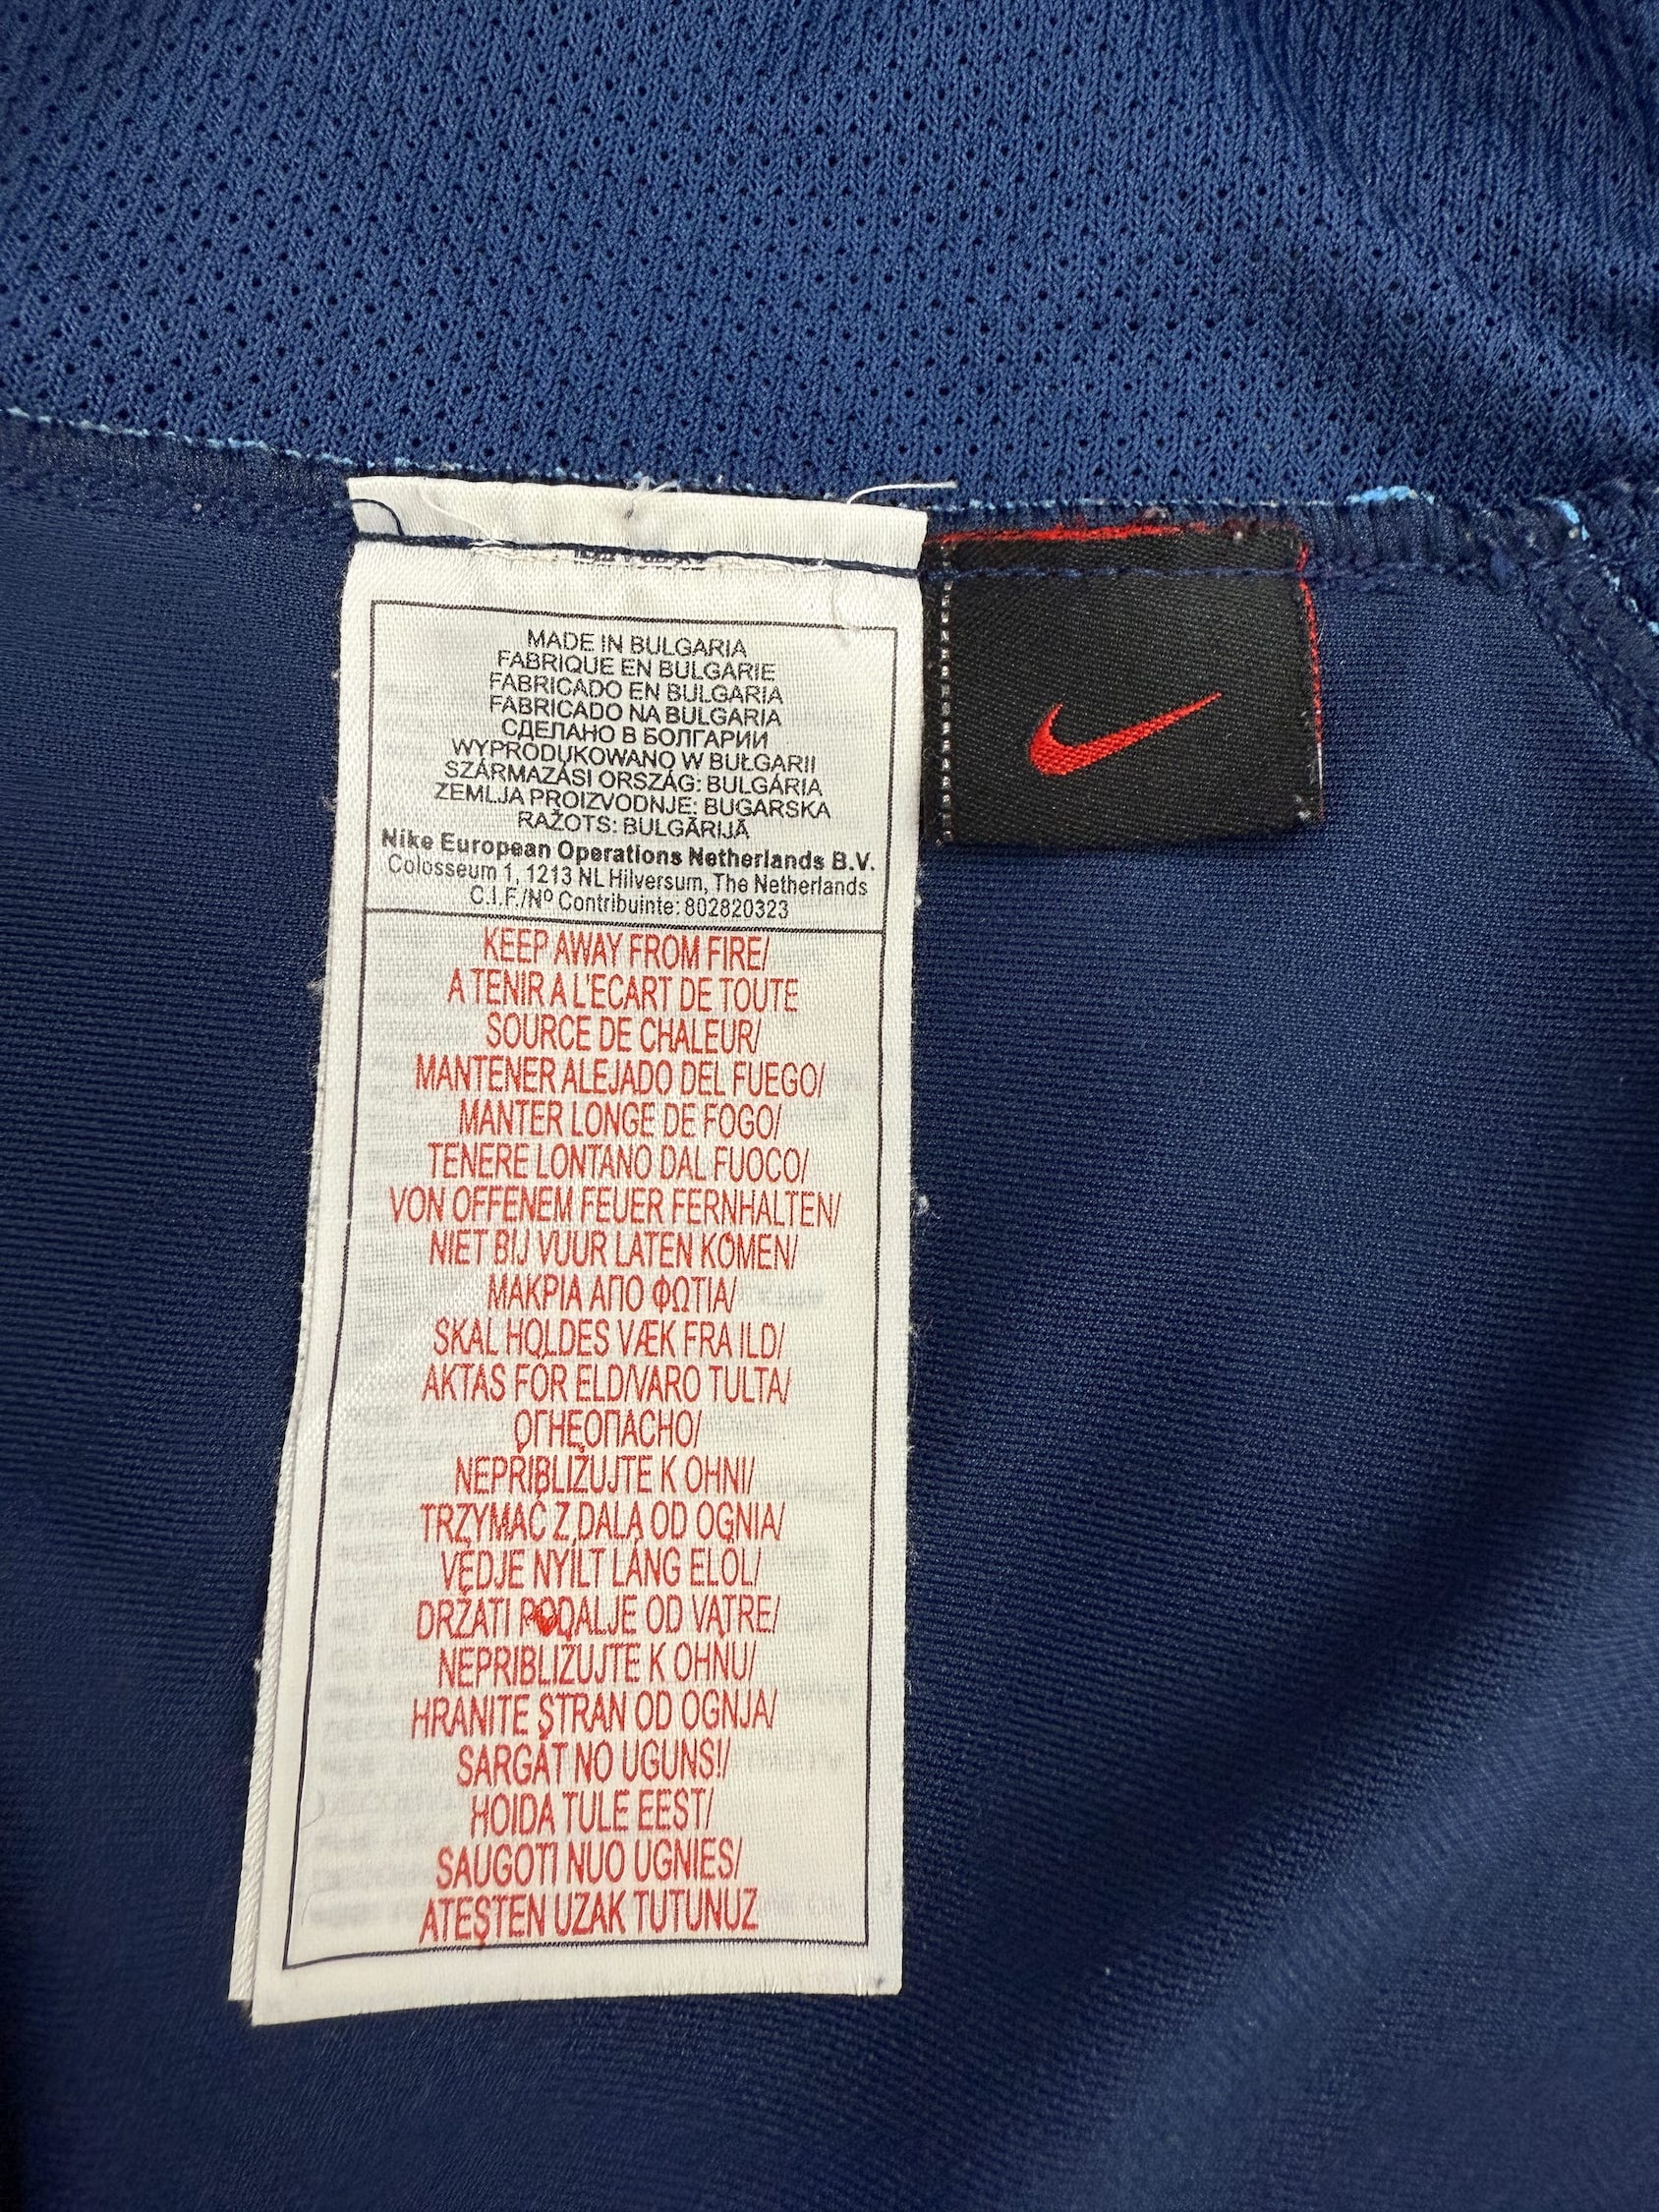 MADE IN BULGARIA
FABRIQUE EN BULGARIE
FABRICADO EN BULGARIA
FABRICADO NA BULGARIA
СДЕЛАНО В БОЛГАРИИ
WYPRODUKOWANO W BUŁGARII
SZÁRMAZÁSI ORSZÁG: BULGÁRIA
ZEMLJA PROIZVODNJE: BUGARSKA
RAŽOTS: BULGĀRIJĀ
Nike European Operations Netherlands B.V.
Colosseum 1, 1213 NL Hilversum, The Netherlands
C.I.F./Nº Contribuinte: 802820323
KEEP AWAY FROM FIRE/
A TENIR A L'ECART DE TOUTE
SOURCE DE CHALEUR/
MANTENER ALEJADO DEL FUEGO/
MANTER LONGE DE FOGO/
TENERE LONTANO DAL FUOCO/
VON OFFENEM FEUER FERNHALTEN/
NIET BIJ VUUR LATEN KOMEN/
ΜΑΚΡΙΑ ΑΠΟ ΦΩΤΙΑ/
SKAL HOLDES VÆK FRA ILD/
AKTAS FÖR ELD/VARO TULTA/
ОГНЕОПАСНО/
NEPRIBLIŽUJTE K OHNI/
TRZYMAĆ Z DALA OD OGNIA/
VÉDJE NYÍLT LÁNG ELÖL/
DRŽATI PODALJE OD VATRE/
NEPRIBLIŽUJTE K OHŇU/
HRANITE STRAN OD OGNJA/
SARGĀT NO UGUNS!/
HOIDA TULE EEST/
SAUGOTI NUO UGNIES/
ATEŞTEN UZAK TUTUNUZ